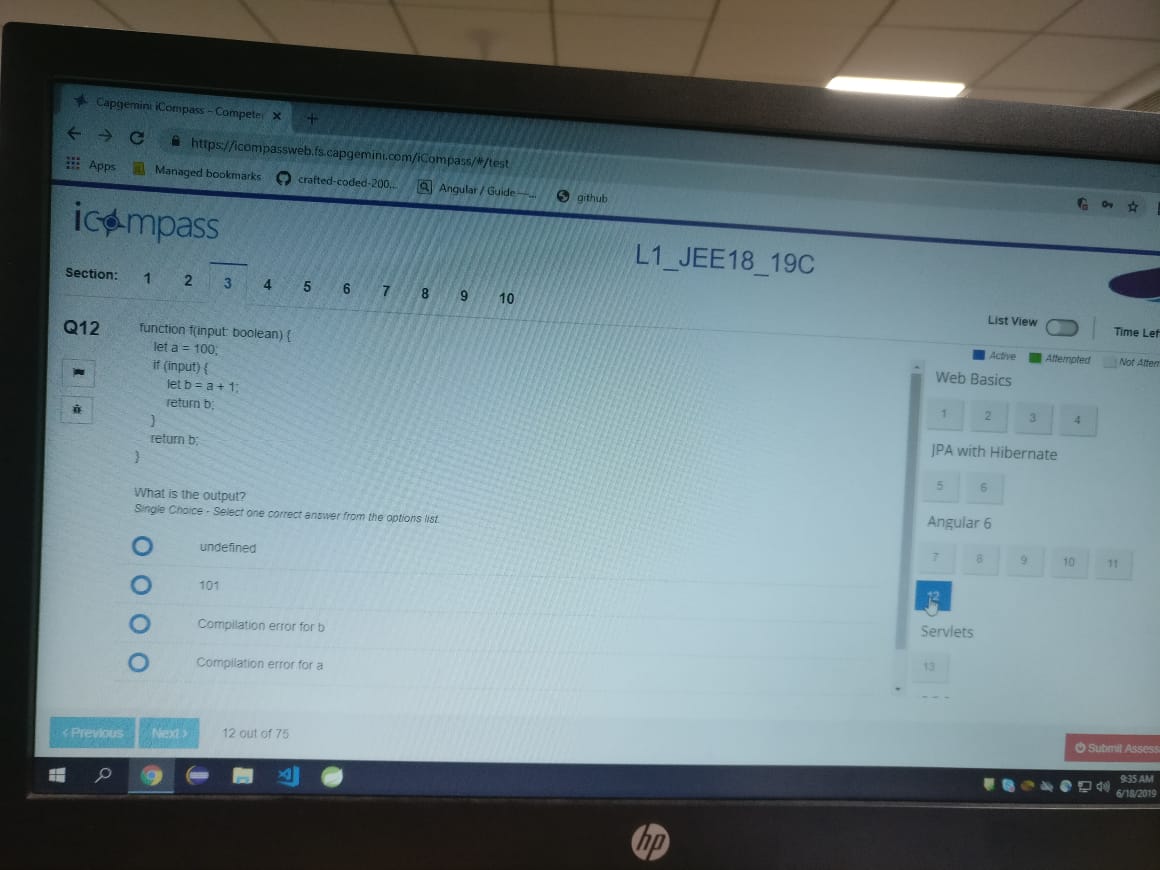 Capgemini iCompass - Competen
https://icompassweb.fs.capgemini.com/iCompass/#/test
Apps Managed bookmarks crafted-coded-200... Angular / Guide—... github
icompass
L1_JEE18_19C
Section: 1 2 3 4 5 6 7 8 9 10
List View Time Lef
Active Attempted Not Attem
Q12
function f(input: boolean) {
let a = 100;
if (input) {
let b = a + 1;
return b;
}
return b;
}
What is the output?
Single Choice - Select one correct answer from the options list.
undefined
101
Compilation error for b
Compilation error for a
Web Basics
1 2 3 4
JPA with Hibernate
5 6
Angular 6
7 8 9 10 11
12
Servlets
13
< Previous Next > 12 out of 75
Submit Assess
9:35 AM
6/18/2019
hp